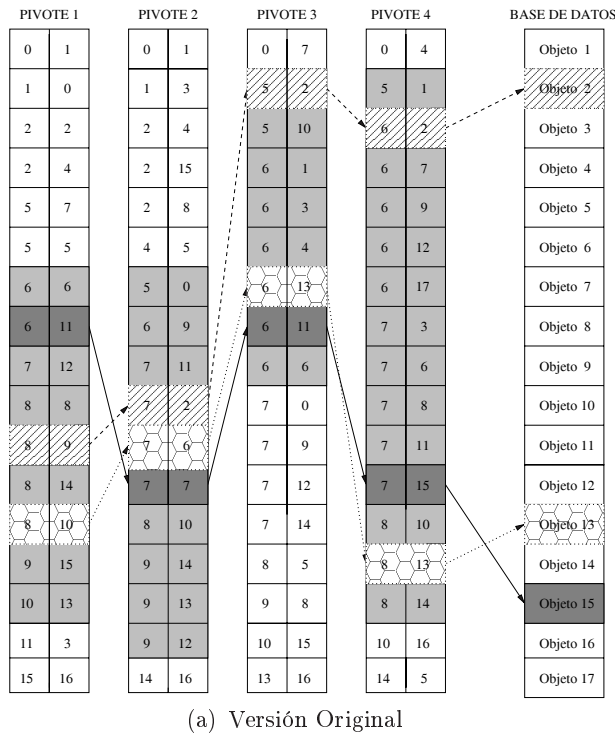 PIVOTE 1 PIVOTE 2 PIVOTE 3 PIVOTE 4 BASE DE DATOS
0 1 0 1 0 7 0 4 Objeto 1
1 0 1 3 5 2 5 1 Objeto 2
2 2 2 4 5 10 6 2 Objeto 3
2 4 2 15 6 1 6 7 Objeto 4
5 7 2 8 6 3 6 9 Objeto 5
5 5 4 5 6 4 6 12 Objeto 6
6 6 5 0 6 13 6 17 Objeto 7
6 11 6 9 6 11 7 3 Objeto 8
7 12 7 11 6 6 7 6 Objeto 9
8 8 7 2 7 0 7 8 Objeto 10
8 9 7 6 7 9 7 11 Objeto 11
8 14 7 7 7 12 7 15 Objeto 12
8 10 8 10 7 14 8 10 Objeto 13
9 15 9 14 8 5 8 13 Objeto 14
10 13 9 13 9 8 8 14 Objeto 15
11 3 9 12 10 15 10 16 Objeto 16
15 16 14 16 13 16 14 5 Objeto 17
(a) Versión Original